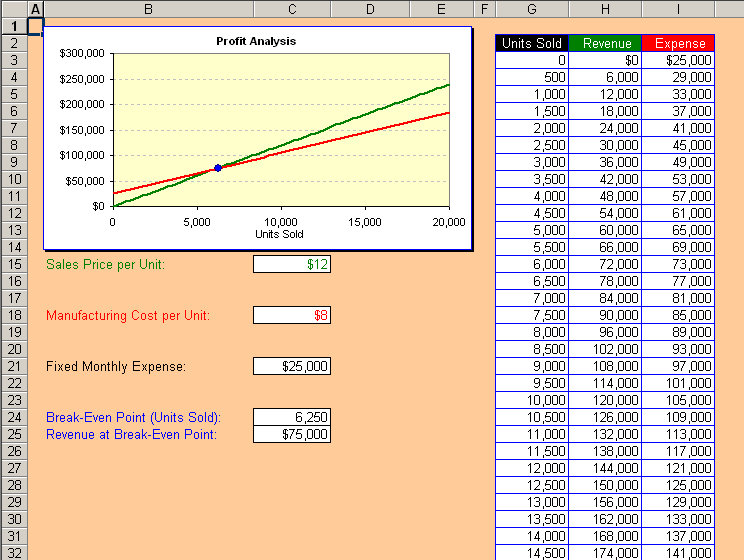 A B C D E F G H I
1
Profit Analysis
$300,000
$250,000
$200,000
$150,000
$100,000
$50,000
$0
0 5,000 10,000 15,000 20,000
Units Sold
2 Units Sold Revenue Expense
3 0 $0 $25,000
4 500 6,000 29,000
5 1,000 12,000 33,000
6 1,500 18,000 37,000
7 2,000 24,000 41,000
8 2,500 30,000 45,000
9 3,000 36,000 49,000
10 3,500 42,000 53,000
11 4,000 48,000 57,000
12 4,500 54,000 61,000
13 5,000 60,000 65,000
14 5,500 66,000 69,000
15 Sales Price per Unit: $12 6,000 72,000 73,000
16 6,500 78,000 77,000
17 7,000 84,000 81,000
18 Manufacturing Cost per Unit: $8 7,500 90,000 85,000
19 8,000 96,000 89,000
20 8,500 102,000 93,000
21 Fixed Monthly Expense: $25,000 9,000 108,000 97,000
22 9,500 114,000 101,000
23 10,000 120,000 105,000
24 Break-Even Point (Units Sold): 6,250 10,500 126,000 109,000
25 Revenue at Break-Even Point: $75,000 11,000 132,000 113,000
26 11,500 138,000 117,000
27 12,000 144,000 121,000
28 12,500 150,000 125,000
29 13,000 156,000 129,000
30 13,500 162,000 133,000
31 14,000 168,000 137,000
32 14,500 174,000 141,000